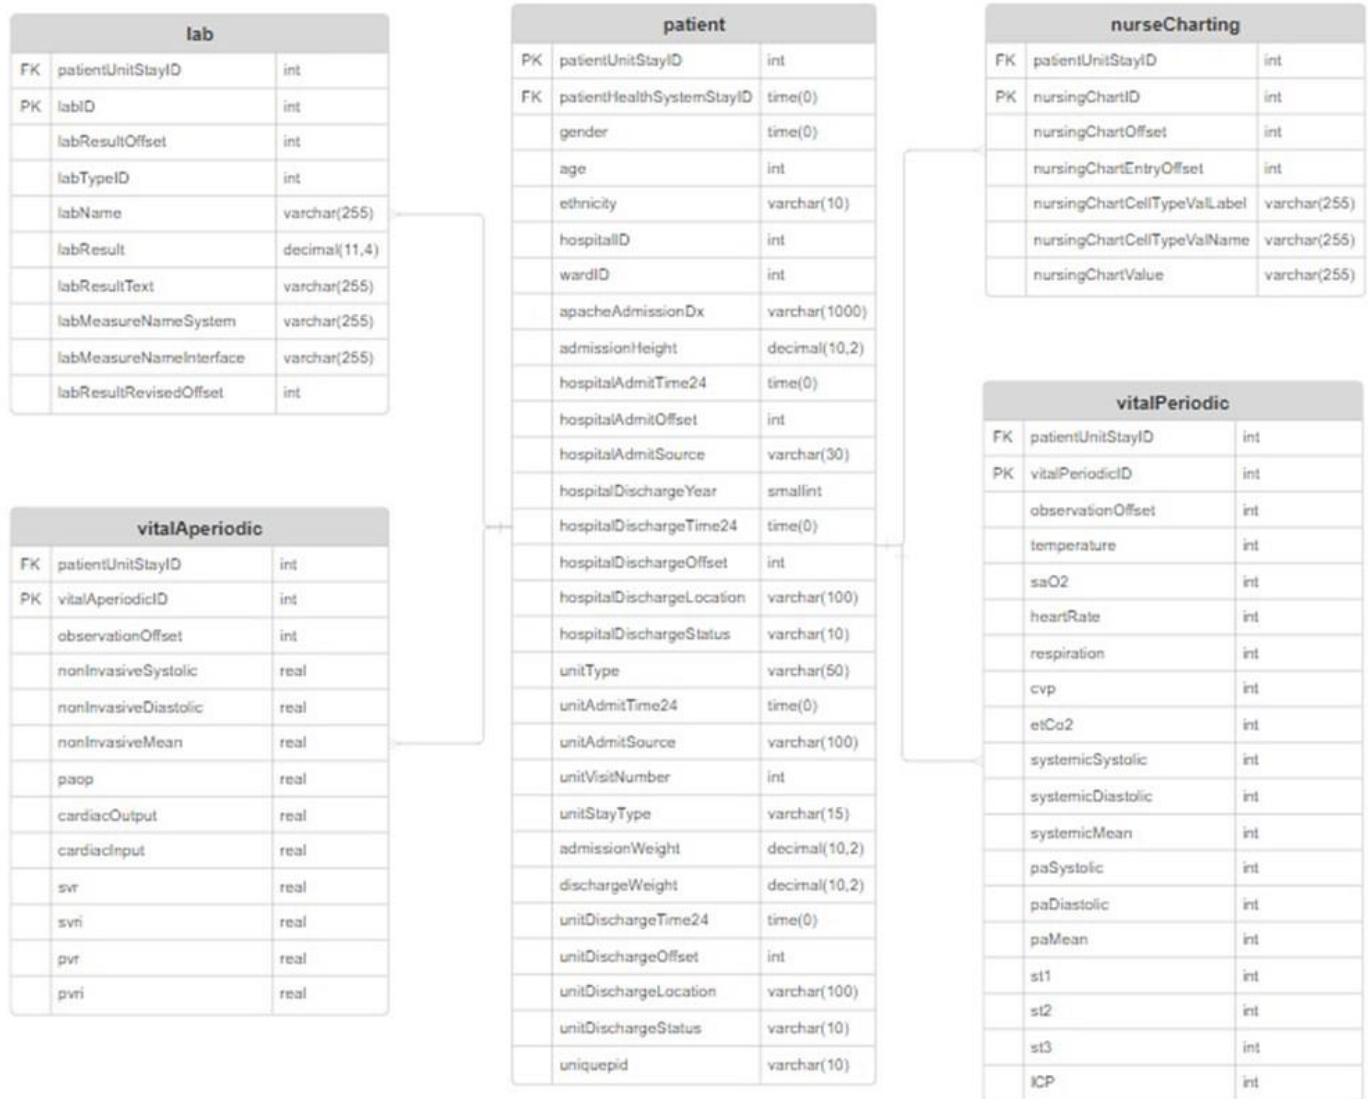 lab
FK patientUnitStayID int
PK labID int
labResultOffset int
labTypeID int
labName varchar(255)
labResult decimal(11,4)
labResultText varchar(255)
labMeasureNameSystem varchar(255)
labMeasureNameInterface varchar(255)
labResultRevisedOffset int
vitalAperiodic
FK patientUnitStayID int
PK vitalAperiodicID int
observationOffset int
nonInvasiveSystolic real
nonInvasiveDiastolic real
nonInvasiveMean real
paop real
cardiacOutput real
cardiacInput real
svr real
svri real
pvr real
pvri real
patient
PK patientUnitStayID int
FK patientHealthSystemStayID time(0)
gender time(0)
age int
ethnicity varchar(10)
hospitalID int
wardID int
apacheAdmissionDx varchar(1000)
admissionHeight decimal(10,2)
hospitalAdmitTime24 time(0)
hospitalAdmitOffset int
hospitalAdmitSource varchar(30)
hospitalDischargeYear smallint
hospitalDischargeTime24 time(0)
hospitalDischargeOffset int
hospitalDischargeLocation varchar(100)
hospitalDischargeStatus varchar(10)
unitType varchar(50)
unitAdmitTime24 time(0)
unitAdmitSource varchar(100)
unitVisitNumber int
unitStayType varchar(15)
admissionWeight decimal(10,2)
dischargeWeight decimal(10,2)
unitDischargeTime24 time(0)
unitDischargeOffset int
unitDischargeLocation varchar(100)
unitDischargeStatus varchar(10)
uniquepid varchar(10)
nurseCharting
FK patientUnitStayID int
PK nursingChartID int
nursingChartOffset int
nursingChartEntryOffset int
nursingChartCellTypeValLabel varchar(255)
nursingChartCellTypeValName varchar(255)
nursingChartValue varchar(255)
vitalPeriodic
FK patientUnitStayID int
PK vitalPeriodicID int
observationOffset int
temperature int
saO2 int
heartRate int
respiration int
cvp int
etCo2 int
systemicSystolic int
systemicDiastolic int
systemicMean int
paSystolic int
paDiastolic int
paMean int
st1 int
st2 int
st3 int
ICP int